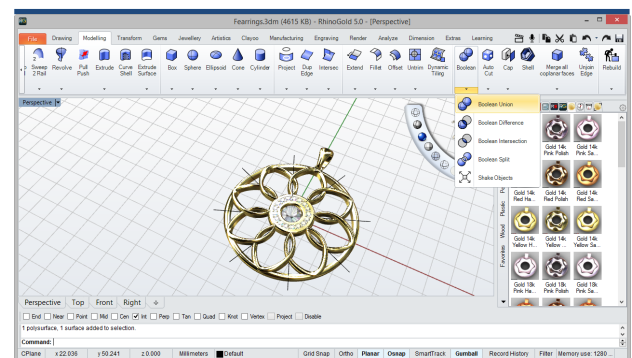 Fearrings.3dm (4615 KB) - RhinoGold 5.0 - [Perspective]
File Drawing Modelling Transform Gems Jewellery Artistics Clayoo Manufacturing Engraving Render Analyze Dimension Extras Learning
Sweep 2 Rail Revolve Pull Push Extrude Curve Shell Extrude Surface Box Sphere Ellipsoid Cone Cylinder Project Dup Edge Intersec Extend Fillet Offset Untrim Dynamic Tiling Boolean Auto Cut Cap Shell Merge all coplanar faces Unjoin Edge Rebuild
Perspective
Boolean Union
Boolean Difference
Boolean Intersection
Boolean Split
Shake Objects
Gold 14k Pink Polish
Gold 14k Pink Sa...
Gold 14k Red Ha...
Gold 14k Red Polish
Gold 14k Red Sa...
Plastic
Gold 14k Yellow H...
Gold 14k Yellow ...
Gold 14k Yellow Sa...
Wood
Favorites
Gold 18k Pink Ha...
Gold 18k Pink Polish
Gold 18k Pink Sa...
Perspective Top Front Right
End Near Point Mid Cen Int Perp Tan Quad Knot Vertex Project Disable
1 polysurface, 1 surface added to selection.
Command:
CPlane x 22.036 y 50.241 z 0.000 Millimeters Default Grid Snap Ortho Planar Osnap SmartTrack Gumball Record History Filter Memory use: 1280 ...